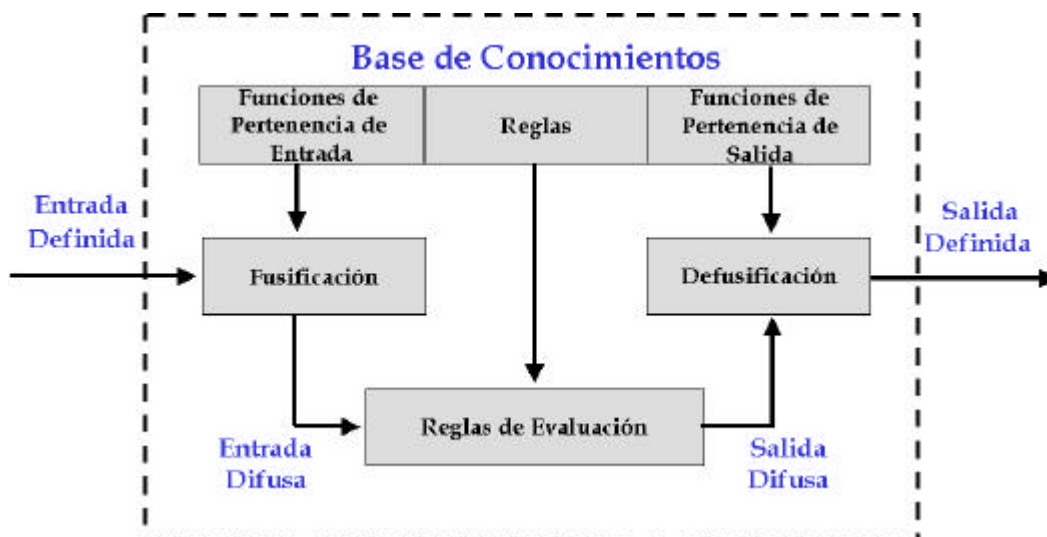 Base de Conocimientos
Funciones de
Pertenencia de
Entrada
Reglas
Funciones de
Pertenencia de
Salida
Entrada
Definida
Salida
Definida
Fusificación
Defusificación
Reglas de Evaluación
Entrada
Difusa
Salida
Difusa